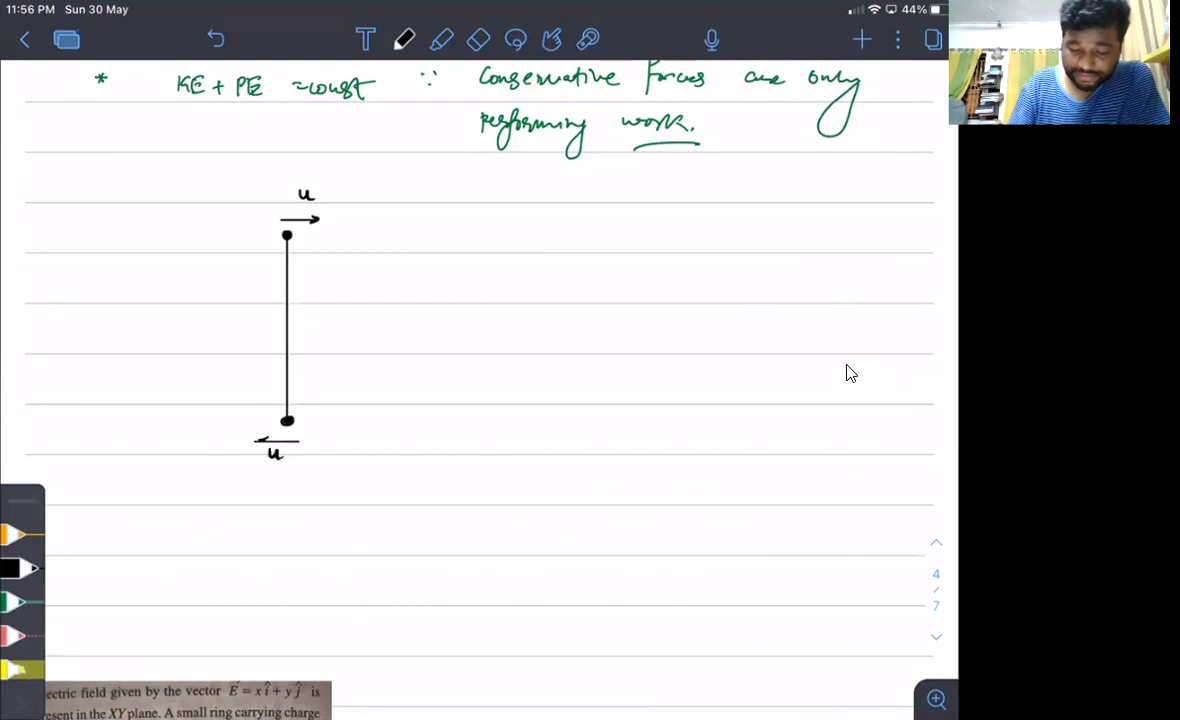 11:56 PM Sun 30 May 44%
* KE + PE = const ∵ Conservative forces are only
performing work.
u
u
4
/
7
ectric field given by the vector E⃗ = x î + y ĵ is
esent in the XY plane. A small ring carrying charge